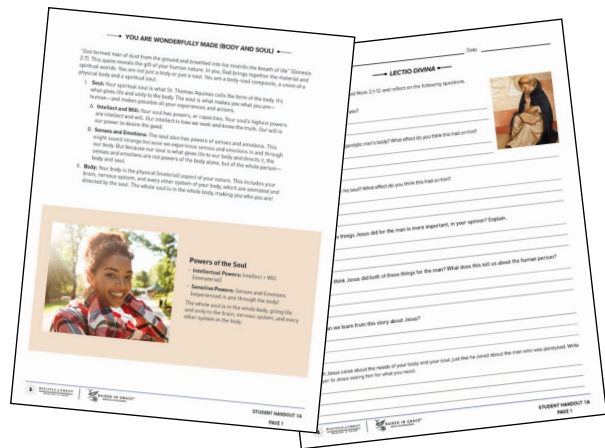 YOU ARE WONDERFULLY MADE (BODY AND SOUL)
"God formed man of dust from the ground and breathed into his nostrils the breath of life" (Genesis
2:7). This quote reveals the gift of your human nature. In you, God brings together the material and
spiritual worlds. You are not just a body or just a soul. You are a body-soul composite, a union of a
physical body and a spiritual soul.
I. Soul: Your spiritual soul is what St. Thomas Aquinas calls the form of the body. It's
what gives life and unity to the body. The soul is what makes you what you are—
human—and makes possible all your experiences and actions.
A. Intellect and Will: Your soul has powers, or capacities. Your soul's highest powers
are intellect and will. Our intellect is how we seek and know the truth. Our will is
our power to desire the good.
B. Senses and Emotions: The soul also has powers of senses and emotions. This
might sound strange because we experience senses and emotions in and through
our body. But because our soul is what gives life to our body and directs it, the
senses and emotions are not powers of the body alone, but of the whole person—
body and soul.
II. Body: Your body is the physical (material) aspect of your nature. This includes your
brain, nervous system, and every other system of your body, which are animated and
directed by the soul. The whole soul is in the whole body, making you who you are!
Powers of the Soul
- Intellectual Powers: Intellect + Will
(immaterial)
- Sensitive Powers: Senses and Emotions
(experienced in and through the body)
The whole soul is in the whole body, giving life
and unity to the brain, nervous system, and every
other system in the body.
RAISED IN GRACE
STUDENT HANDOUT 1A
PAGE 1
Date
LECTIO DIVINA
Mark 2:1-12 and reflect on the following questions.
paralytic man's body? What effect do you think this had on him?
his soul? What effect do you think this had on him?
things Jesus did for the man is more important, in your opinion? Explain.
think Jesus did both of these things for the man? What does this tell us about the human person?
we learn from this story about Jesus?
Jesus cares about the needs of your body and your soul, just like he cared about the man who was paralyzed. Write
to Jesus asking him for what you need.
RAISED IN GRACE
STUDENT HANDOUT 1A
PAGE 1